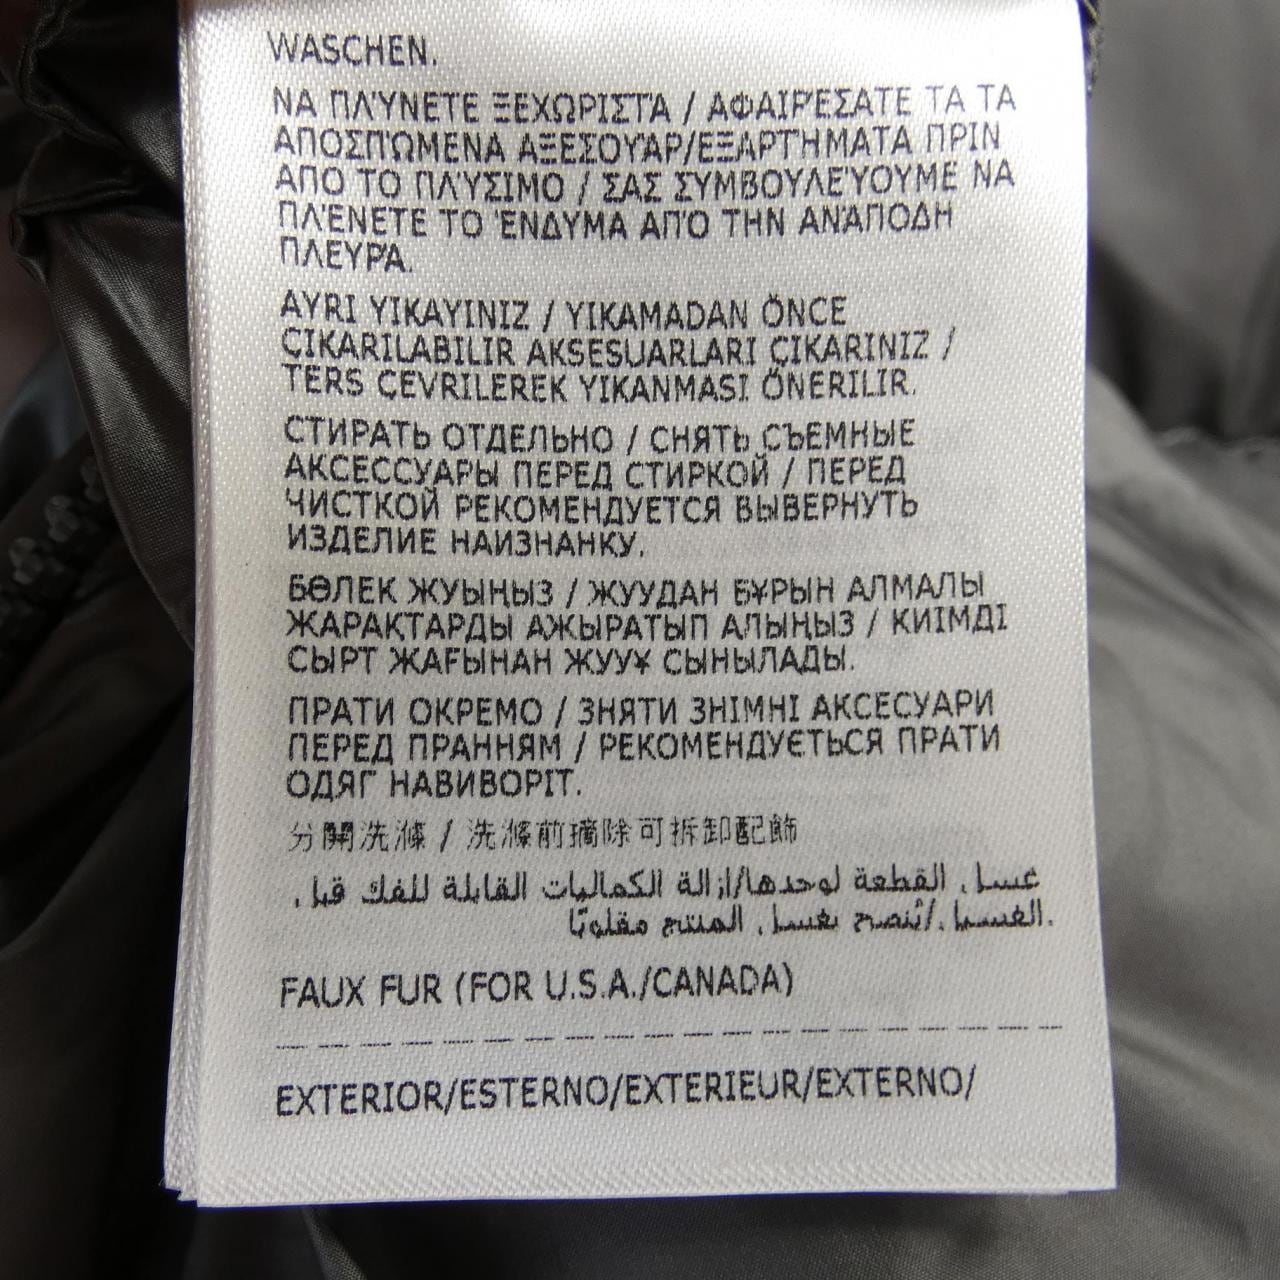 WASCHEN.
ΝΑ ΠΛΎΝΕΤΕ ΞΕΧΩΡΙΣΤΆ / ΑΦΑΙΡΈΣΑΤΕ ΤΑ ΤΑ
ΑΠΟΣΠΏΜΕΝΑ ΑΞΕΣΟΥΆΡ/ΕΞΑΡΤΉΜΑΤΑ ΠΡΙΝ
ΑΠΟ ΤΟ ΠΛΎΣΙΜΟ / ΣΑΣ ΣΥΜΒΟΥΛΕΎΟΥΜΕ ΝΑ
ΠΛΈΝΕΤΕ ΤΟ ΈΝΔΥΜΑ ΑΠΌ ΤΗΝ ΑΝΆΠΟΔΗ
ΠΛΕΥΡΆ.
AYRI YIKAYINIZ / YIKAMADAN ÖNCE
ÇIKARILABILIR AKSESUARLARI ÇIKARINIZ /
TERS ÇEVRILEREK YIKANMASI ÖNERILIR.
СТИРАТЬ ОТДЕЛЬНО / СНЯТЬ СЪЕМНЫЕ
АКСЕССУАРЫ ПЕРЕД СТИРКОЙ / ПЕРЕД
ЧИСТКОЙ РЕКОМЕНДУЕТСЯ ВЫВЕРНУТЬ
ИЗДЕЛИЕ НАИЗНАНКУ.
БӨЛЕК ЖУЫҢЫЗ / ЖУУДАН БҰРЫН АЛМАЛЫ
ЖАРАҚТАРДЫ АЖЫРАТЫП АЛЫҢЫЗ / КИІМДІ
СЫРТ ЖАҒЫНАН ЖУУҰ СЫНЫЛАДЫ.
ПРАТИ ОКРЕМО / ЗНЯТИ ЗНІМНІ АКСЕСУАРИ
ПЕРЕД ПРАННЯМ / РЕКОМЕНДУЄТЬСЯ ПРАТИ
ОДЯГ НАВИВОРІТ.
分開洗滌 / 洗滌前摘除可拆卸配飾
غسل القطعة لوحدها/إزالة الكماليات القابلة للفك قبل
الغسيل./يُنصح بغسل المنتج مقلوبًا.
FAUX FUR (FOR U.S.A./CANADA)
EXTERIOR/ESTERNO/EXTERIEUR/EXTERNO/